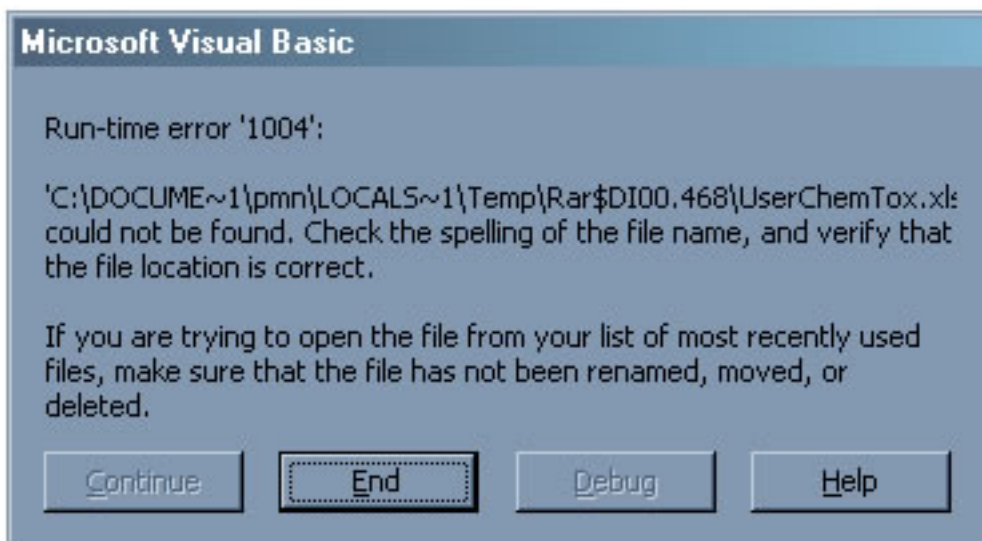 Microsoft Visual Basic
Run-time error '1004':
'C:\DOCUME~1\pmn\LOCALS~1\Temp\Rar$DI00.468\UserChemTox.xls
could not be found. Check the spelling of the file name, and verify that
the file location is correct.
If you are trying to open the file from your list of most recently used
files, make sure that the file has not been renamed, moved, or
deleted.
Continue End Debug Help